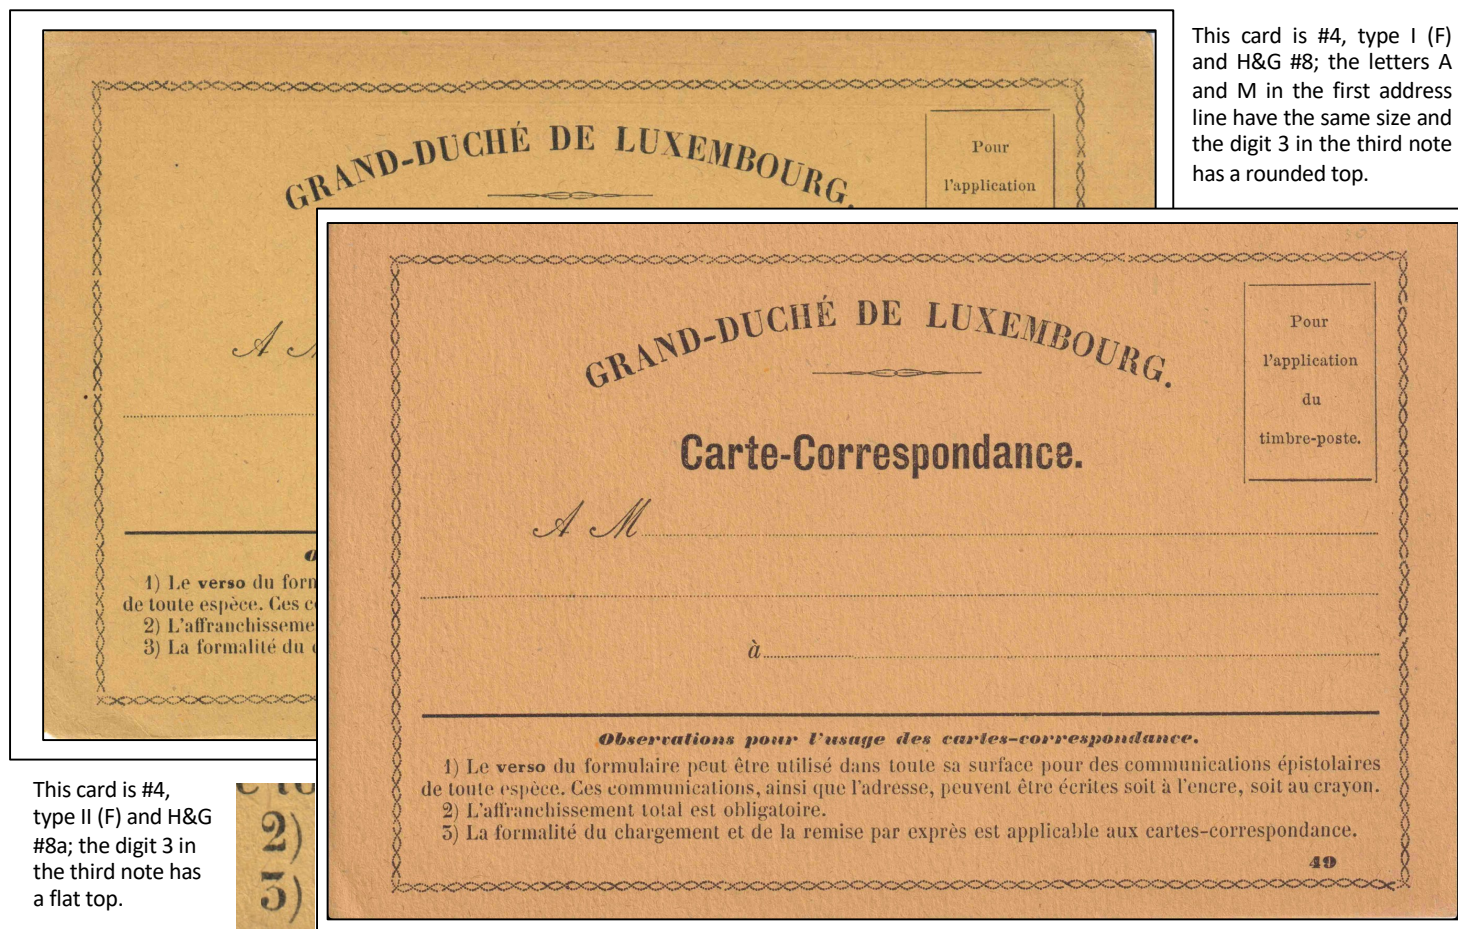 This card is #4, type I (F)
and H&G #8; the letters A
and M in the first address
line have the same size and
the digit 3 in the third note
has a rounded top.
GRAND-DUCHÉ DE LUXEMBOURG.
Pour
l'application
A
1) Le verso du
de toute espèce. Ces
2) L'affranchisseme
3) La formalité du
GRAND-DUCHÉ DE LUXEMBOURG.
Pour
l'application
du
timbre-poste.
Carte-Correspondance.
A M
à
Observations pour l'usage des cartes-correspondance.
1) Le verso du formulaire peut être utilisé dans toute sa surface pour des communications épistolaires
de toute espèce. Ces communications, ainsi que l'adresse, peuvent être écrites soit à l'encre, soit au crayon.
2) L'affranchissement total est obligatoire.
3) La formalité du chargement et de la remise par exprès est applicable aux cartes-correspondance.
49
This card is #4,
type II (F) and H&G
#8a; the digit 3 in
the third note has
a flat top.
2)
3)